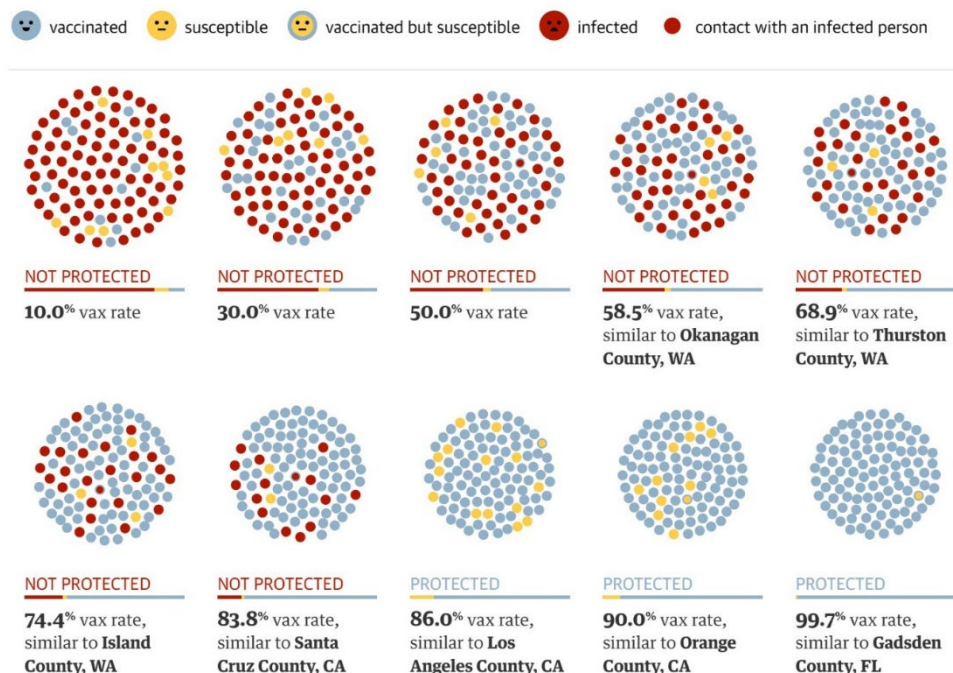 vaccinated
susceptible
vaccinated but susceptible
infected
contact with an infected person
NOT PROTECTED
10.0% vax rate
NOT PROTECTED
30.0% vax rate
NOT PROTECTED
50.0% vax rate
NOT PROTECTED
58.5% vax rate,
similar to Okanagan
County, WA
NOT PROTECTED
68.9% vax rate,
similar to Thurston
County, WA
NOT PROTECTED
74.4% vax rate,
similar to Island
County, WA
NOT PROTECTED
83.8% vax rate,
similar to Santa
Cruz County, CA
PROTECTED
86.0% vax rate,
similar to Los
Angeles County, CA
PROTECTED
90.0% vax rate,
similar to Orange
County, CA
PROTECTED
99.7% vax rate,
similar to Gadsden
County, FL